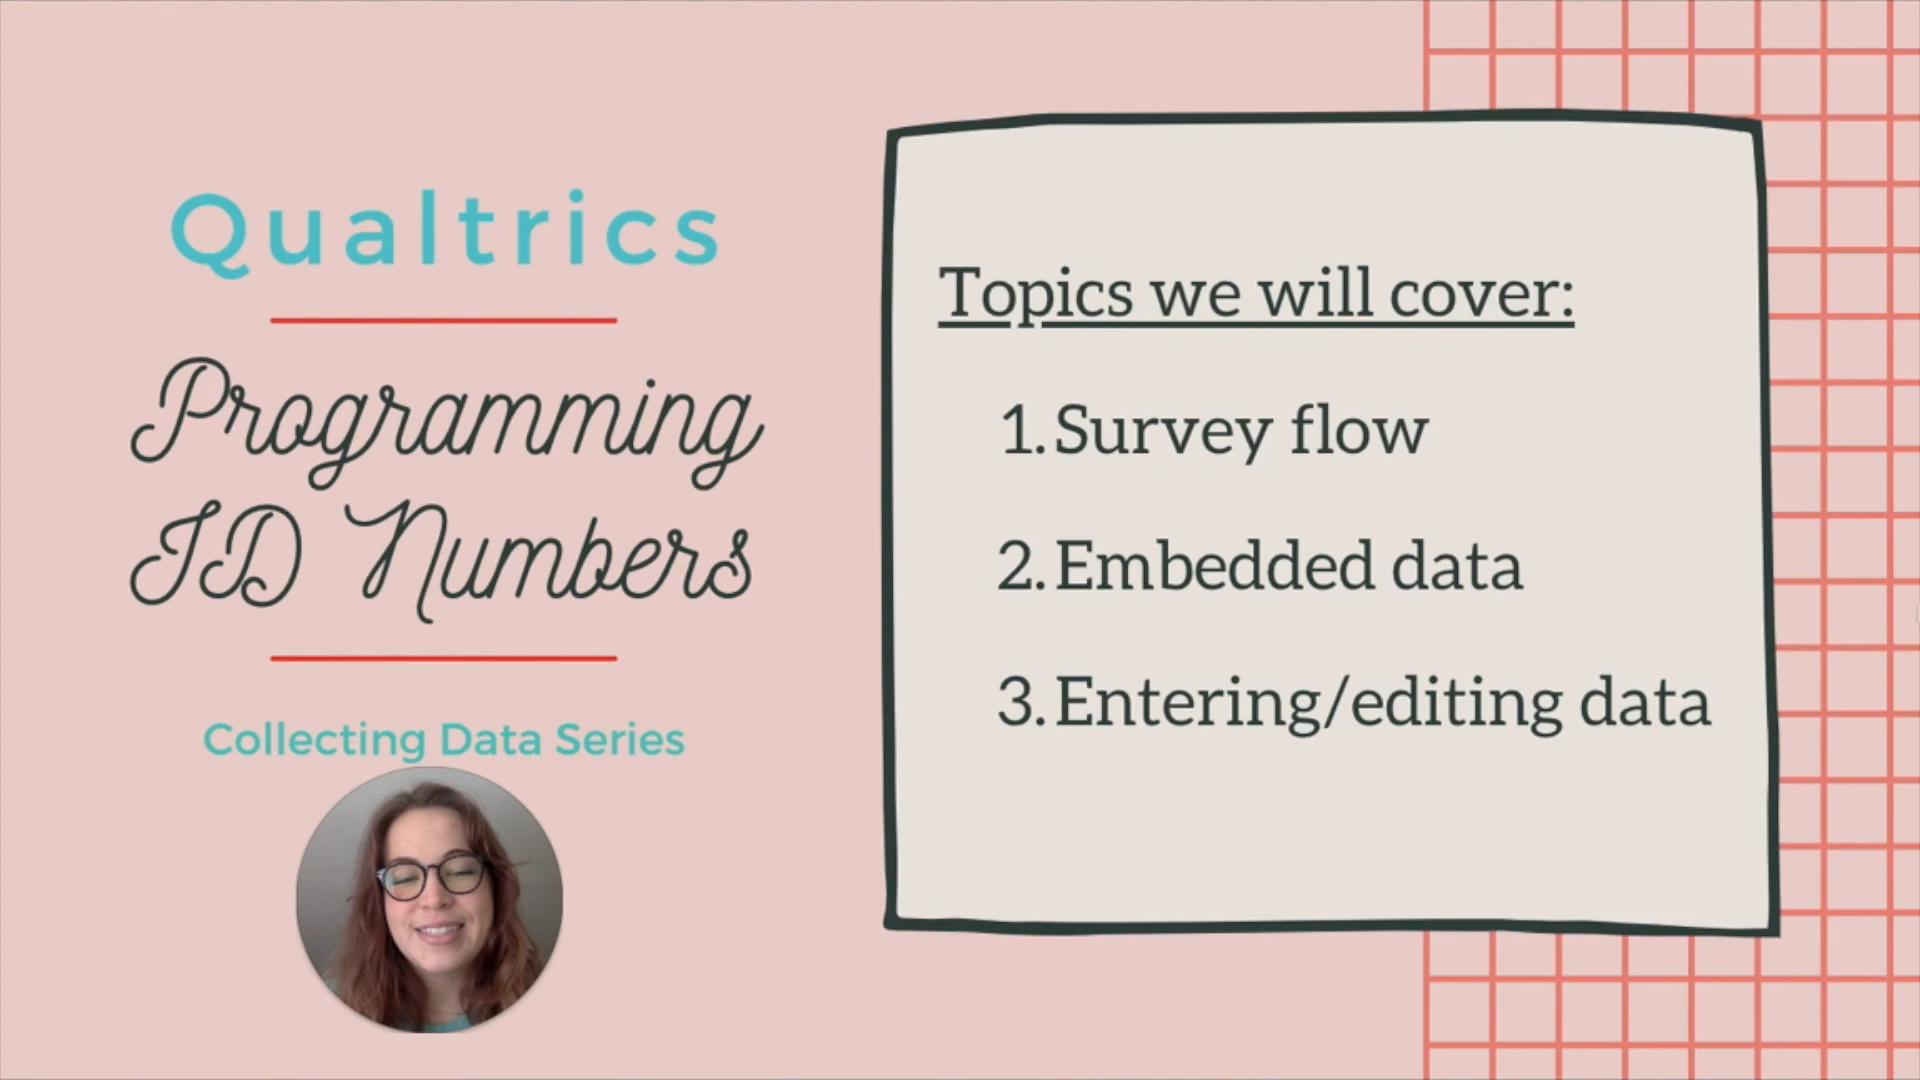 Qualtrics
Programming
ID Numbers
Collecting Data Series
Topics we will cover:
1. Survey flow
2. Embedded data
3. Entering/editing data